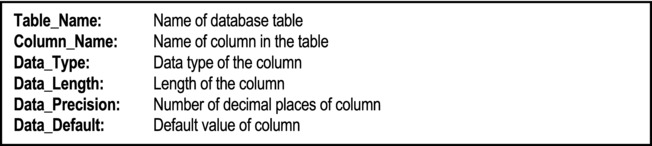 Table_Name: Name of database table
Column_Name: Name of column in the table
Data_Type: Data type of the column
Data_Length: Length of the column
Data_Precision: Number of decimal places of column
Data_Default: Default value of column